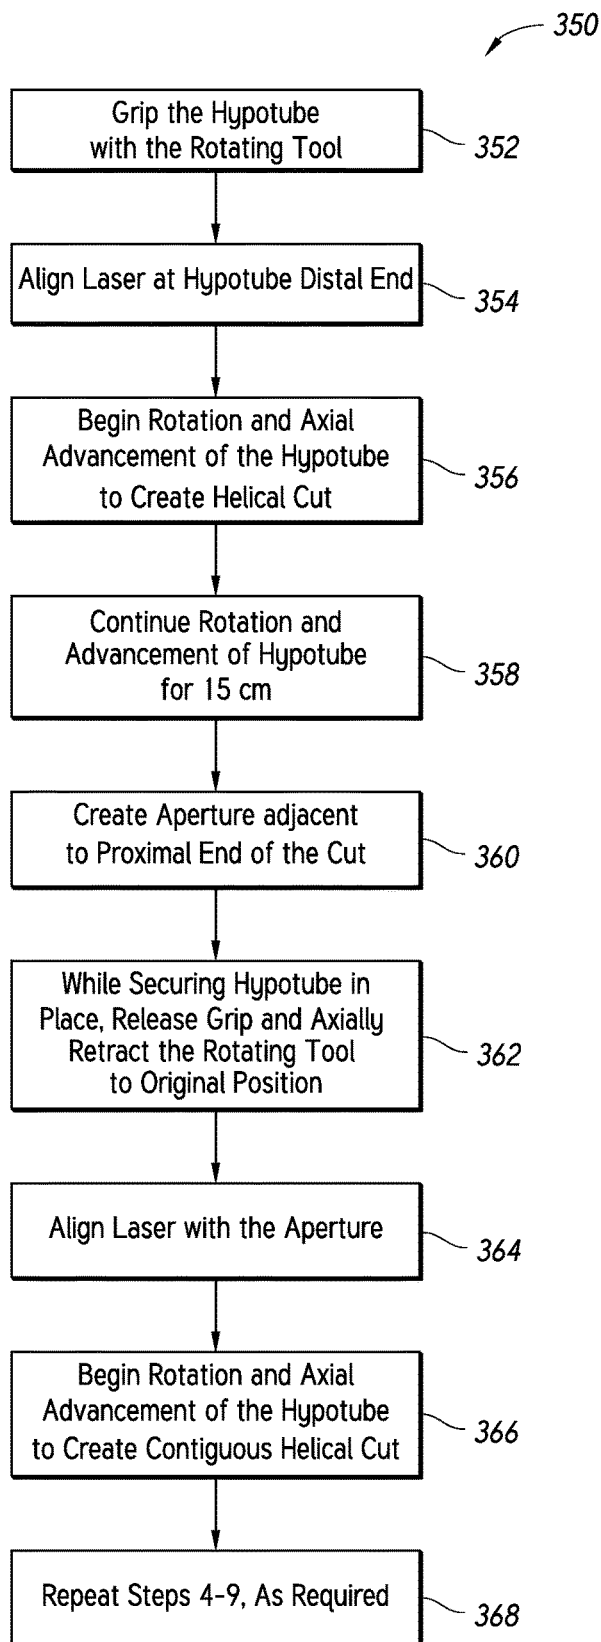 350
Grip the Hypotube
with the Rotating Tool
352
Align Laser at Hypotube Distal End
354
Begin Rotation and Axial
Advancement of the Hypotube
to Create Helical Cut
356
Continue Rotation and
Advancement of Hypotube
for 15 cm
358
Create Aperture adjacent
to Proximal End of the Cut
360
While Securing Hypotube in
Place, Release Grip and Axially
Retract the Rotating Tool
to Original Position
362
Align Laser with the Aperture
364
Begin Rotation and Axial
Advancement of the Hypotube
to Create Contiguous Helical Cut
366
Repeat Steps 4-9, As Required
368